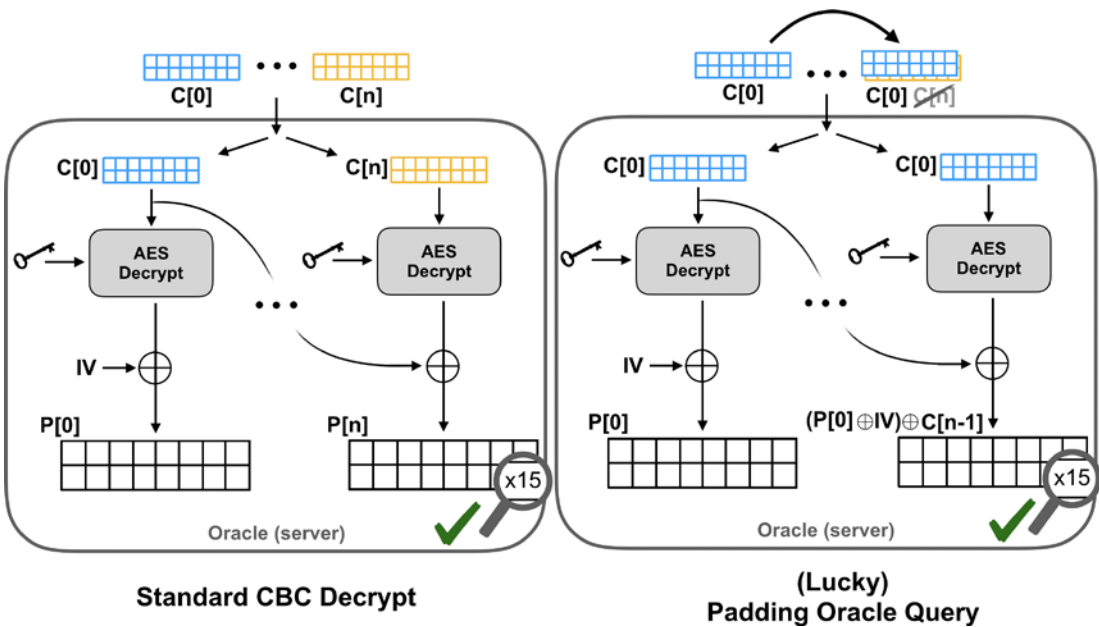 C[0]
C[n]
C[0]
C[n]
AES
Decrypt
AES
Decrypt
IV
P[0]
P[n]
x15
Oracle (server)
Standard CBC Decrypt
C[0]
C[0] C[n]
C[0]
C[0]
AES
Decrypt
AES
Decrypt
IV
P[0]
(P[0]⊕IV)⊕C[n-1]
x15
Oracle (server)
(Lucky)
Padding Oracle Query